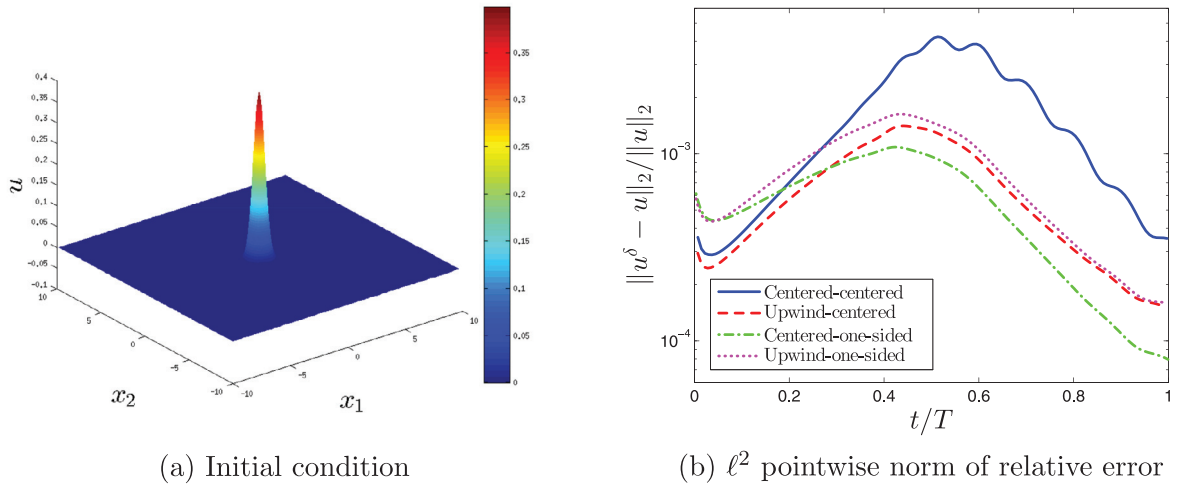 0.4
0.35
0.3
0.25
0.2
0.15
0.1
0.05
0
-0.05
-0.1
u
10
5
0
-5
-10
x₂
-10
-5
0
5
10
x₁
0.35
0.3
0.25
0.2
0.15
0.1
0.05
0
(a) Initial condition
‖u^δ − u‖₂/‖u‖₂
10⁻³
10⁻⁴
Centered-centered
Upwind-centered
Centered-one-sided
Upwind-one-sided
0 0.2 0.4 0.6 0.8 1
t/T
(b) ℓ² pointwise norm of relative error